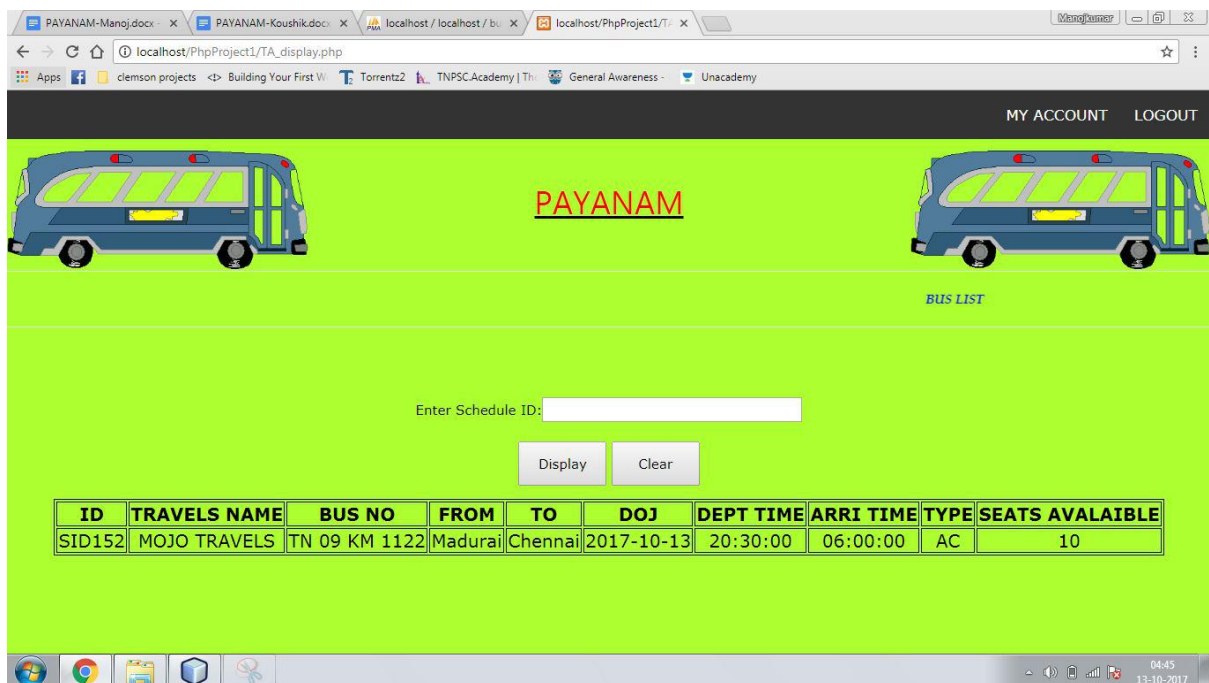 PAYANAM-Manoj.docx - PAYANAM-Koushik.docx localhost / localhost / bu localhost/PhpProject1/TA Manojkumar
localhost/PhpProject1/TA_display.php
Apps clemson projects Building Your First W Torrentz2 TNPSC.Academy | Th General Awareness - Unacademy
MY ACCOUNT LOGOUT
PAYANAM
BUS LIST
Enter Schedule ID:
Display Clear
ID TRAVELS NAME BUS NO FROM TO DOJ DEPT TIME ARRI TIME TYPE SEATS AVALAIBLE
SID152 MOJO TRAVELS TN 09 KM 1122 Madurai Chennai 2017-10-13 20:30:00 06:00:00 AC 10
04:45
13-10-2017